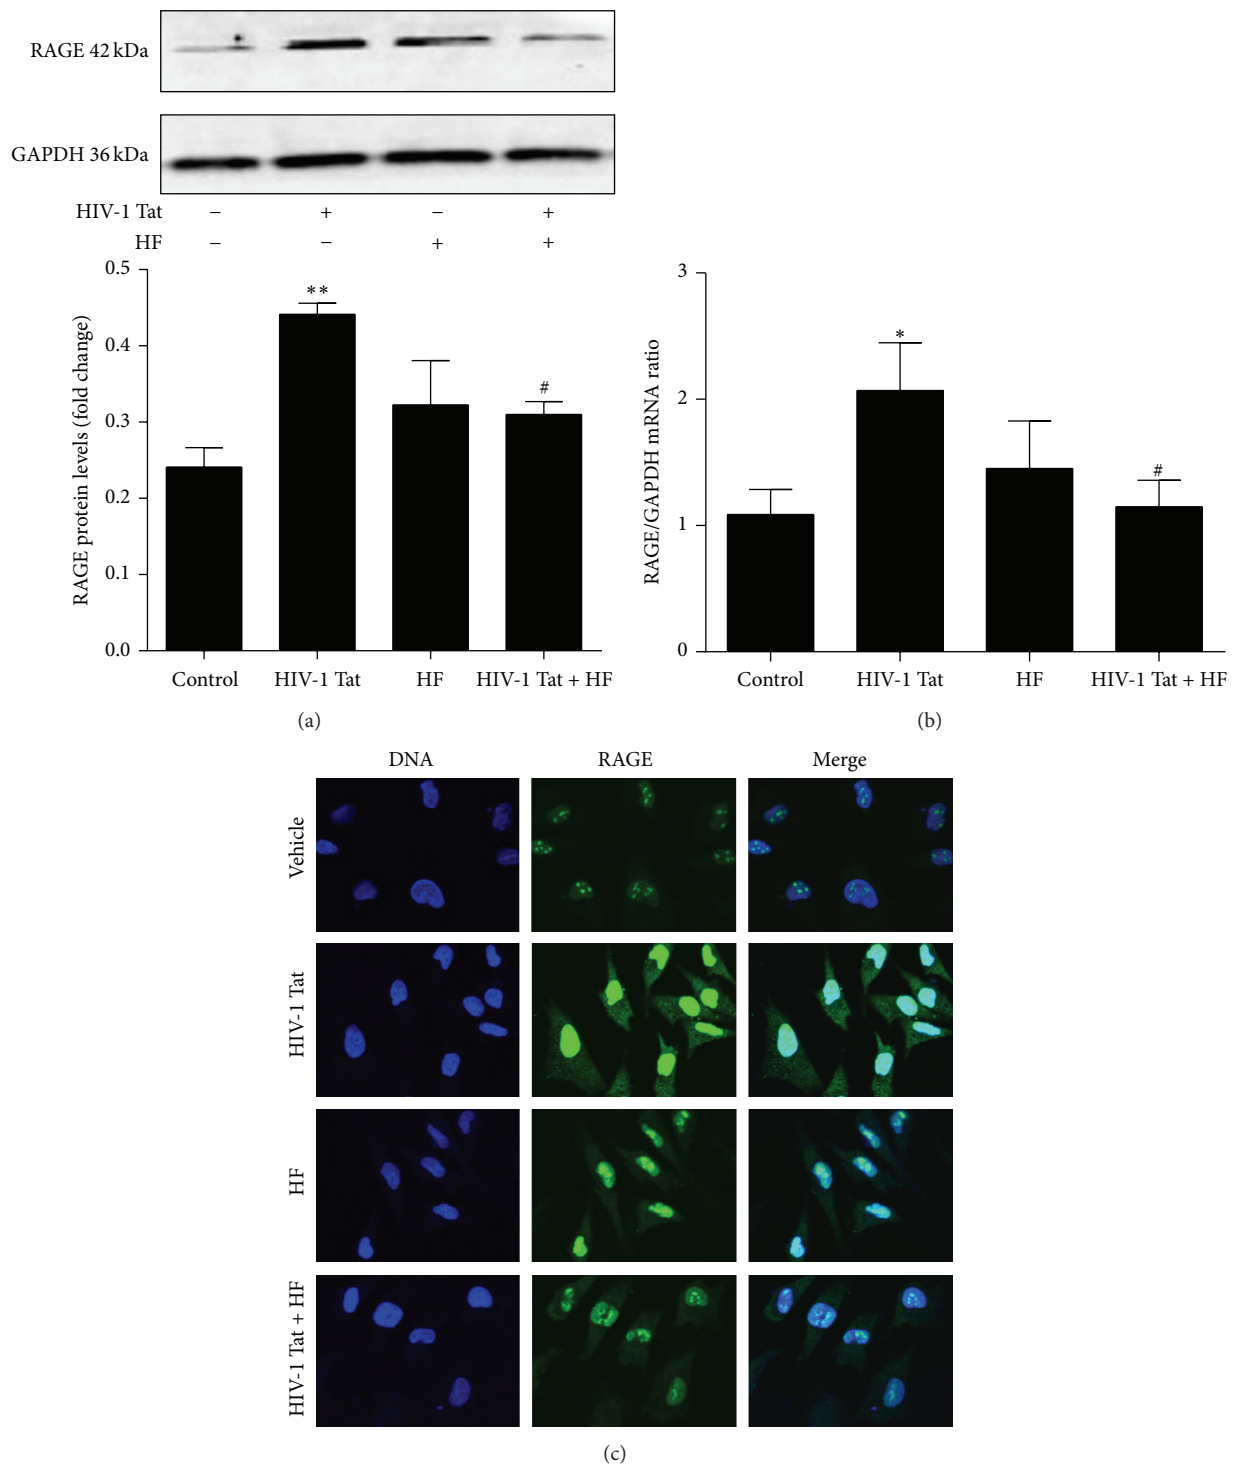 RAGE 42 kDa
GAPDH 36 kDa
HIV-1 Tat − + − +
HF − − + +
RAGE protein levels (fold change)
0.5
0.4
0.3
0.2
0.1
0.0
**
#
Control HIV-1 Tat HF HIV-1 Tat + HF
(a)
RAGE/GAPDH mRNA ratio
3
2
1
0
*
#
Control HIV-1 Tat HF HIV-1 Tat + HF
(b)
DNA RAGE Merge
Vehicle
HIV-1 Tat
HF
HIV-1 Tat + HF
(c)